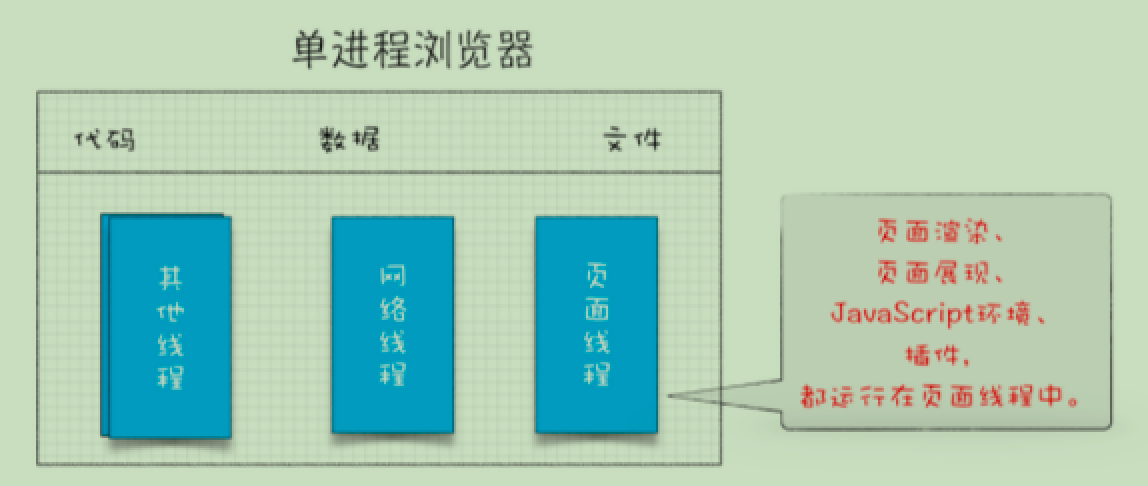 单进程浏览器
代码
数据
文件
其他线程
网络线程
页面线程
页面渲染、
页面展现、
JavaScript环境、
插件,
都运行在页面线程中。